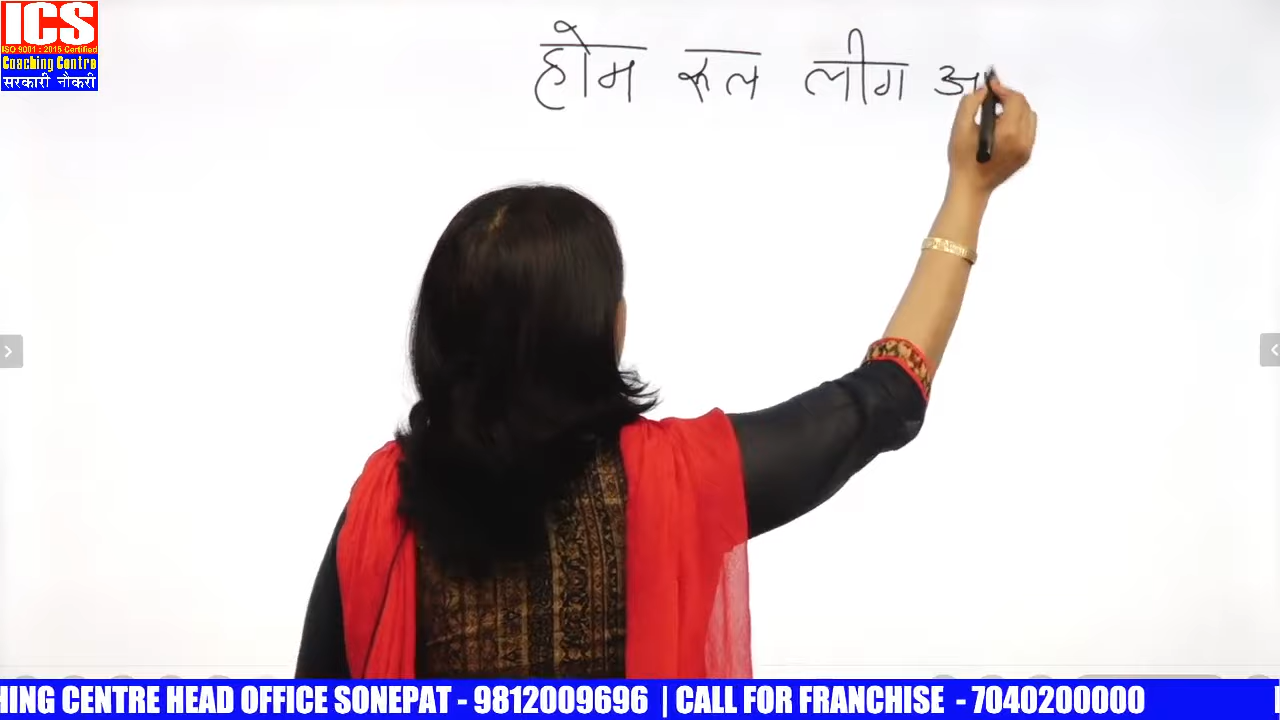 ICS
ISO 9001 : 2015 Certified
Coaching Centre
सरकारी नौकरी
होम रूल लीग
HING CENTRE HEAD OFFICE SONEPAT - 9812009696 | CALL FOR FRANCHISE - 7040200000